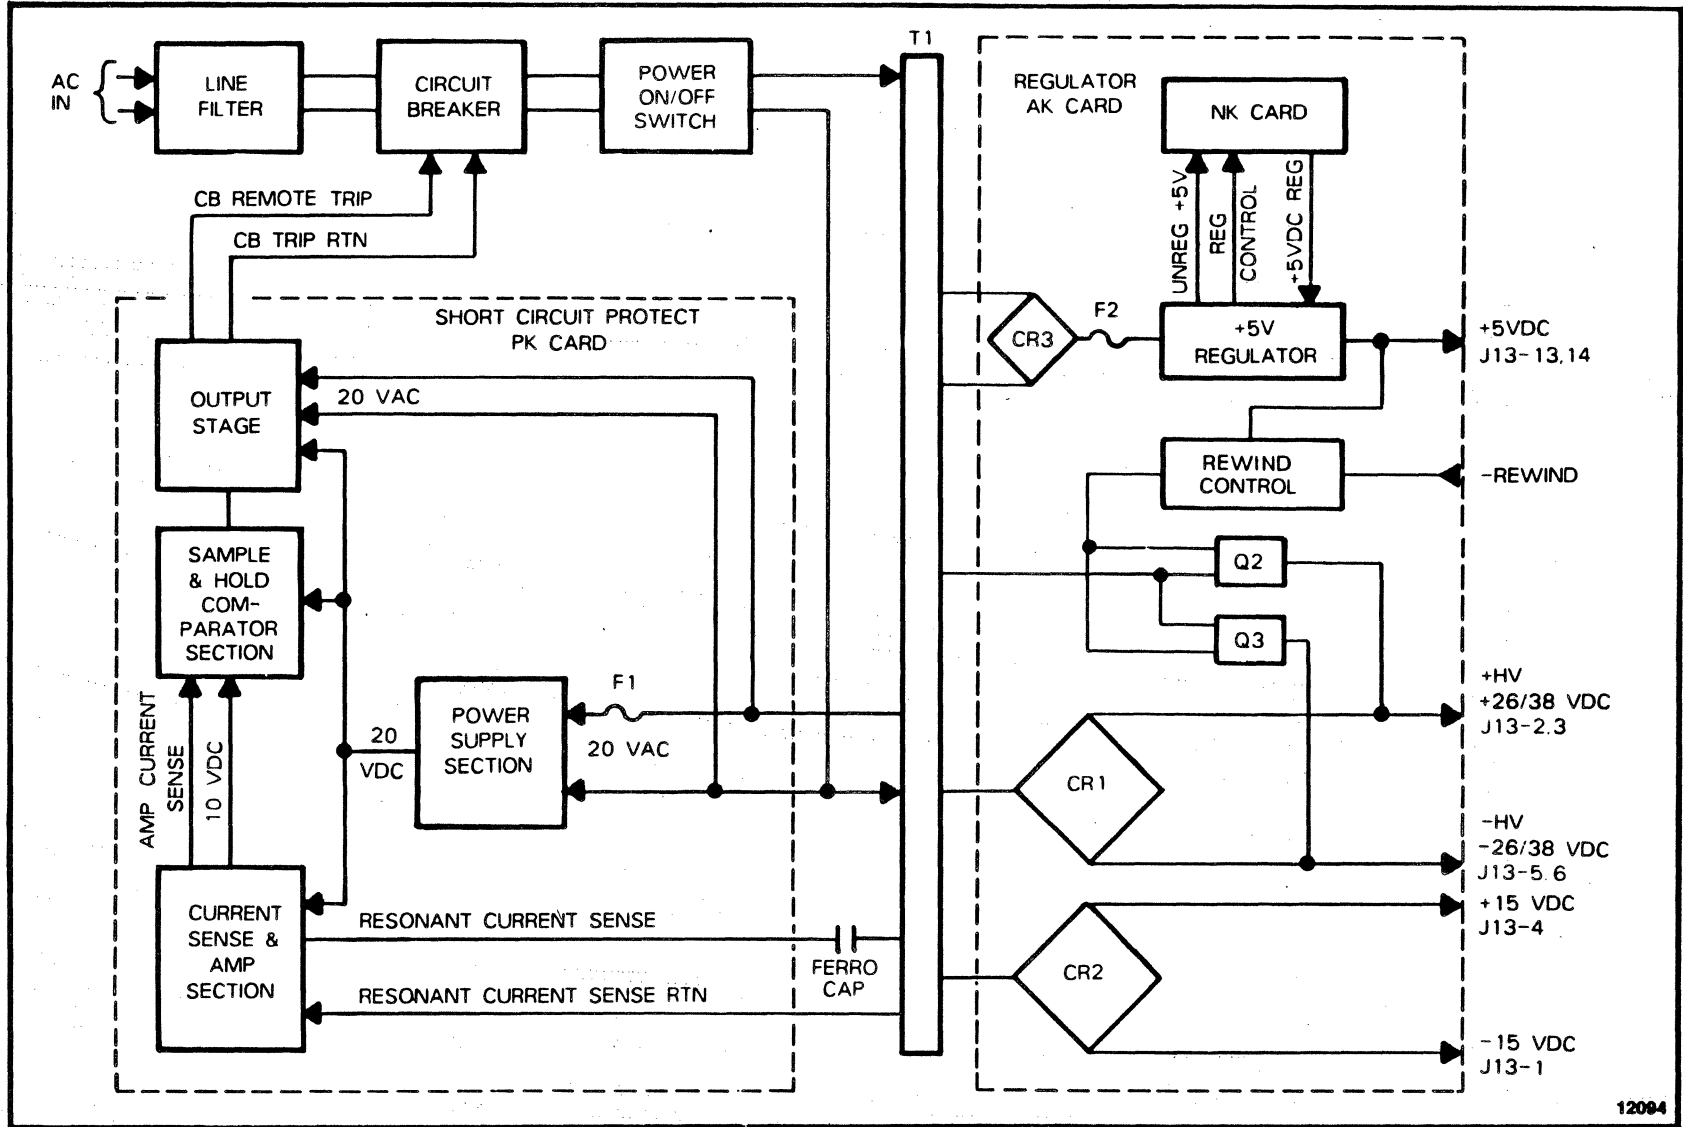 T1
AC
IN
LINE
FILTER
CIRCUIT
BREAKER
POWER
ON/OFF
SWITCH
REGULATOR
AK CARD
NK CARD
CB REMOTE TRIP
CB TRIP RTN
UNREG +5V
REG
CONTROL
+5VDC REG
SHORT CIRCUIT PROTECT
PK CARD
CR3
F2
+5V
REGULATOR
+5VDC
J13-13,14
OUTPUT
STAGE
20 VAC
REWIND
CONTROL
-REWIND
SAMPLE
& HOLD
COM-
PARATOR
SECTION
Q2
Q3
AMP CURRENT
SENSE
10 VDC
20
VDC
POWER
SUPPLY
SECTION
F1
20 VAC
+HV
+26/38 VDC
J13-2.3
CR1
-HV
-26/38 VDC
J13-5.6
CURRENT
SENSE &
AMP
SECTION
RESONANT CURRENT SENSE
FERRO
CAP
RESONANT CURRENT SENSE RTN
CR2
+15 VDC
J13-4
-15 VDC
J13-1
12094